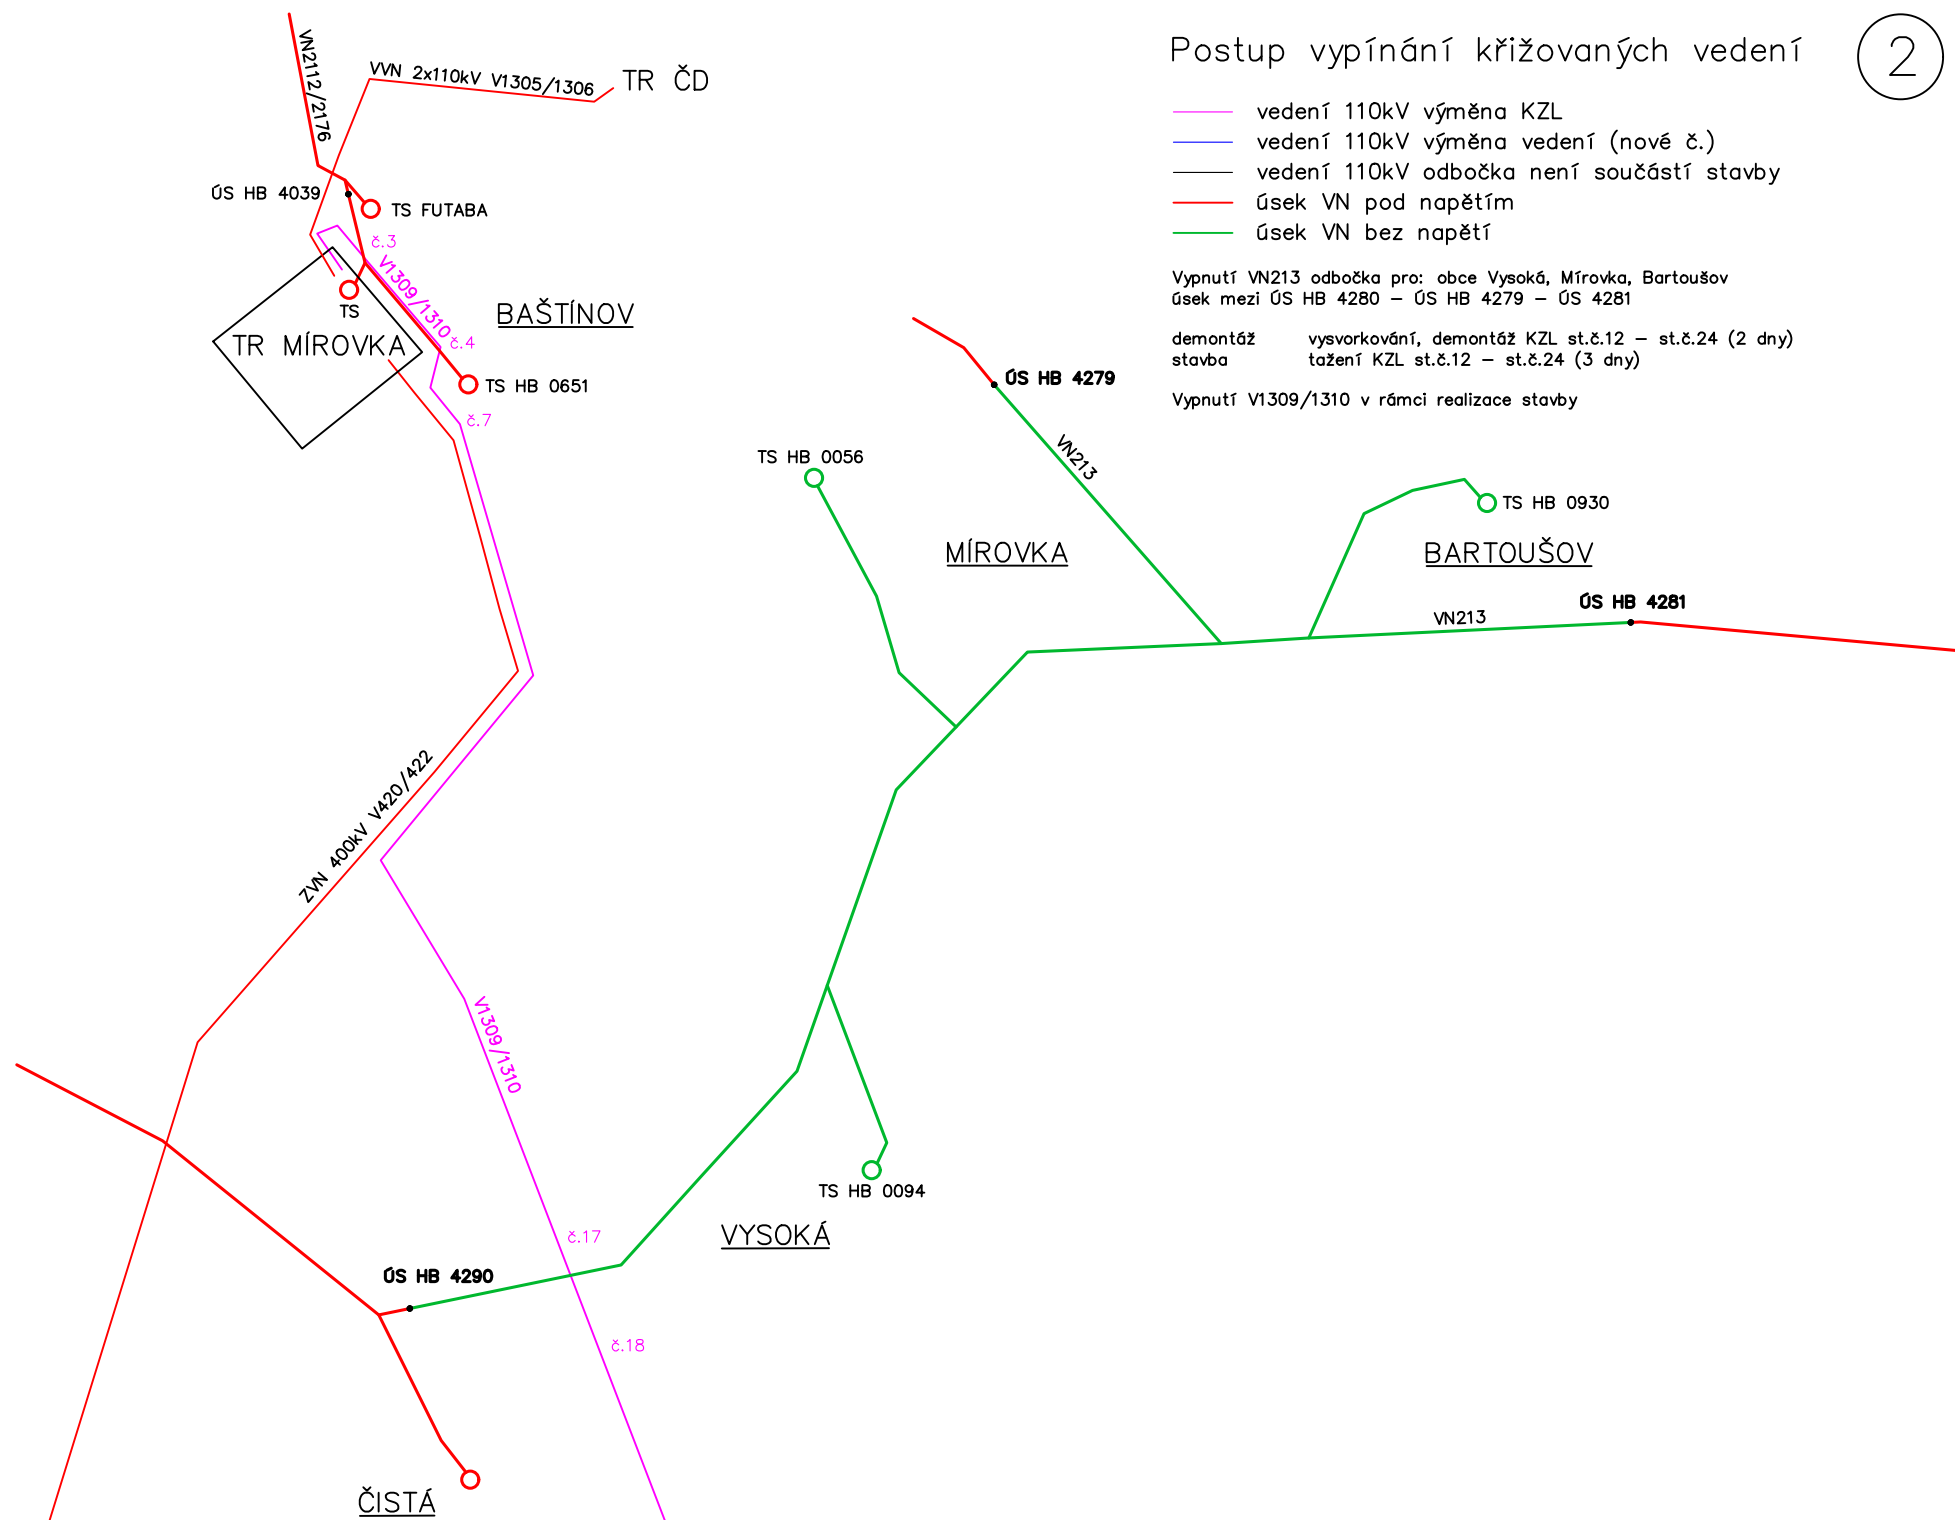 Postup vypínání křižovaných vedení
2
vedení 110kV výměna KZL
vedení 110kV výměna vedení (nové č.)
vedení 110kV odbočka není součástí stavby
úsek VN pod napětím
úsek VN bez napětí
Vypnutí VN213 odbočka pro: obce Vysoká, Mírovka, Bartoušov
úsek mezi ÚS HB 4280 – ÚS HB 4279 – ÚS 4281
demontáž vysvorkování, demontáž KZL st.č.12 – st.č.24 (2 dny)
stavba tažení KZL st.č.12 – st.č.24 (3 dny)
Vypnutí V1309/1310 v rámci realizace stavby
VN2112/2176
VVN 2x110kV V1305/1306
TR ČD
ÚS HB 4039
TS FUTABA
č.3
V1309/1310
TS
BAŠTÍNOV
TR MÍROVKA
č.4
TS HB 0651
č.7
ÚS HB 4279
VN213
TS HB 0056
TS HB 0930
MÍROVKA
BARTOUŠOV
ÚS HB 4281
VN213
ZVN 400kV V420/422
V1309/1310
TS HB 0094
VYSOKÁ
č.17
ÚS HB 4290
č.18
ČISTÁ